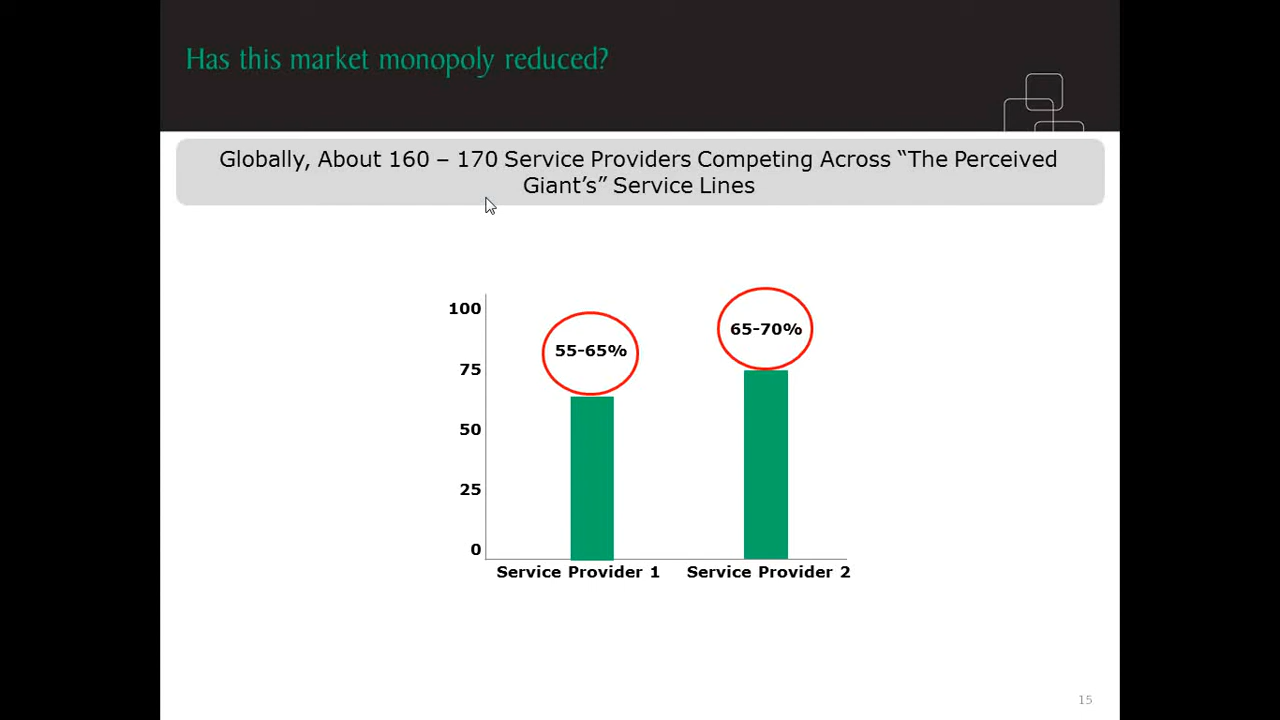 Has this market monopoly reduced?
Globally, About 160 – 170 Service Providers Competing Across “The Perceived
Giant’s” Service Lines
100
75
50
25
0
55-65%
65-70%
Service Provider 1
Service Provider 2
15